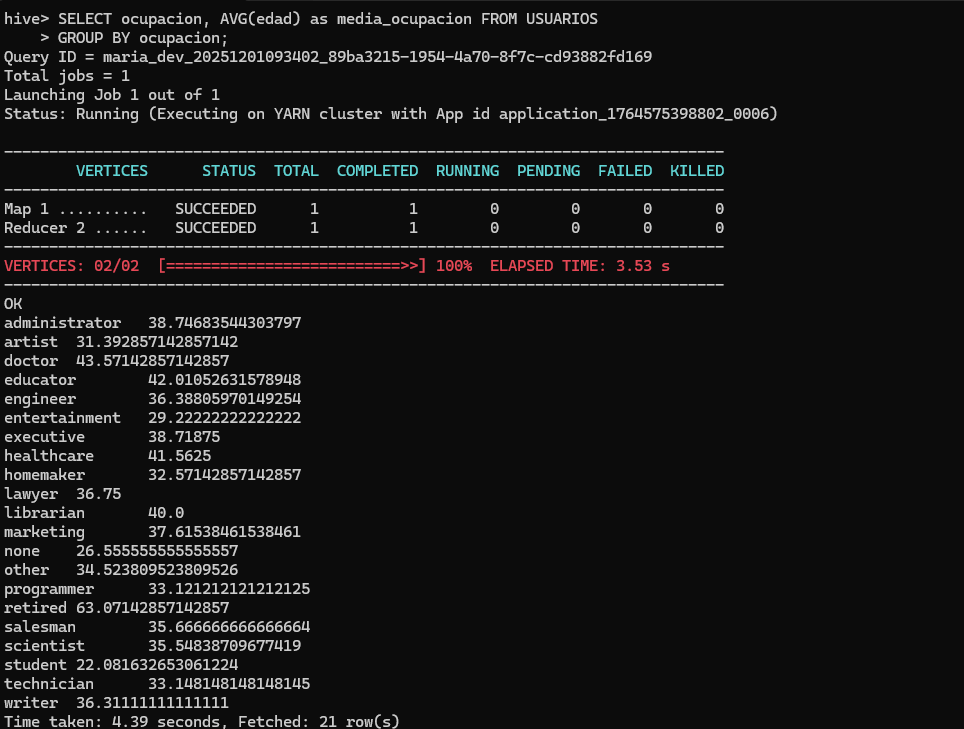 hive> SELECT ocupacion, AVG(edad) as media_ocupacion FROM USUARIOS
    > GROUP BY ocupacion;
Query ID = maria_dev_20251201093402_89ba3215-1954-4a70-8f7c-cd93882fd169
Total jobs = 1
Launching Job 1 out of 1
Status: Running (Executing on YARN cluster with App id application_1764575398802_0006)
--------------------------------------------------------------------------------
        VERTICES      STATUS  TOTAL  COMPLETED  RUNNING  PENDING  FAILED  KILLED
--------------------------------------------------------------------------------
Map 1 ..........   SUCCEEDED      1          1        0        0       0       0
Reducer 2 ......   SUCCEEDED      1          1        0        0       0       0
--------------------------------------------------------------------------------
VERTICES: 02/02  [==========================>>] 100%  ELAPSED TIME: 3.53 s
--------------------------------------------------------------------------------
OK
administrator   38.74683544303797
artist  31.392857142857142
doctor  43.57142857142857
educator        42.01052631578948
engineer        36.38805970149254
entertainment   29.22222222222222
executive       38.71875
healthcare      41.5625
homemaker       32.57142857142857
lawyer  36.75
librarian       40.0
marketing       37.61538461538461
none    26.555555555555557
other   34.523809523809526
programmer      33.121212121212125
retired 63.07142857142857
salesman        35.666666666666664
scientist       35.54838709677419
student 22.081632653061224
technician      33.148148148148145
writer  36.31111111111111
Time taken: 4.39 seconds, Fetched: 21 row(s)